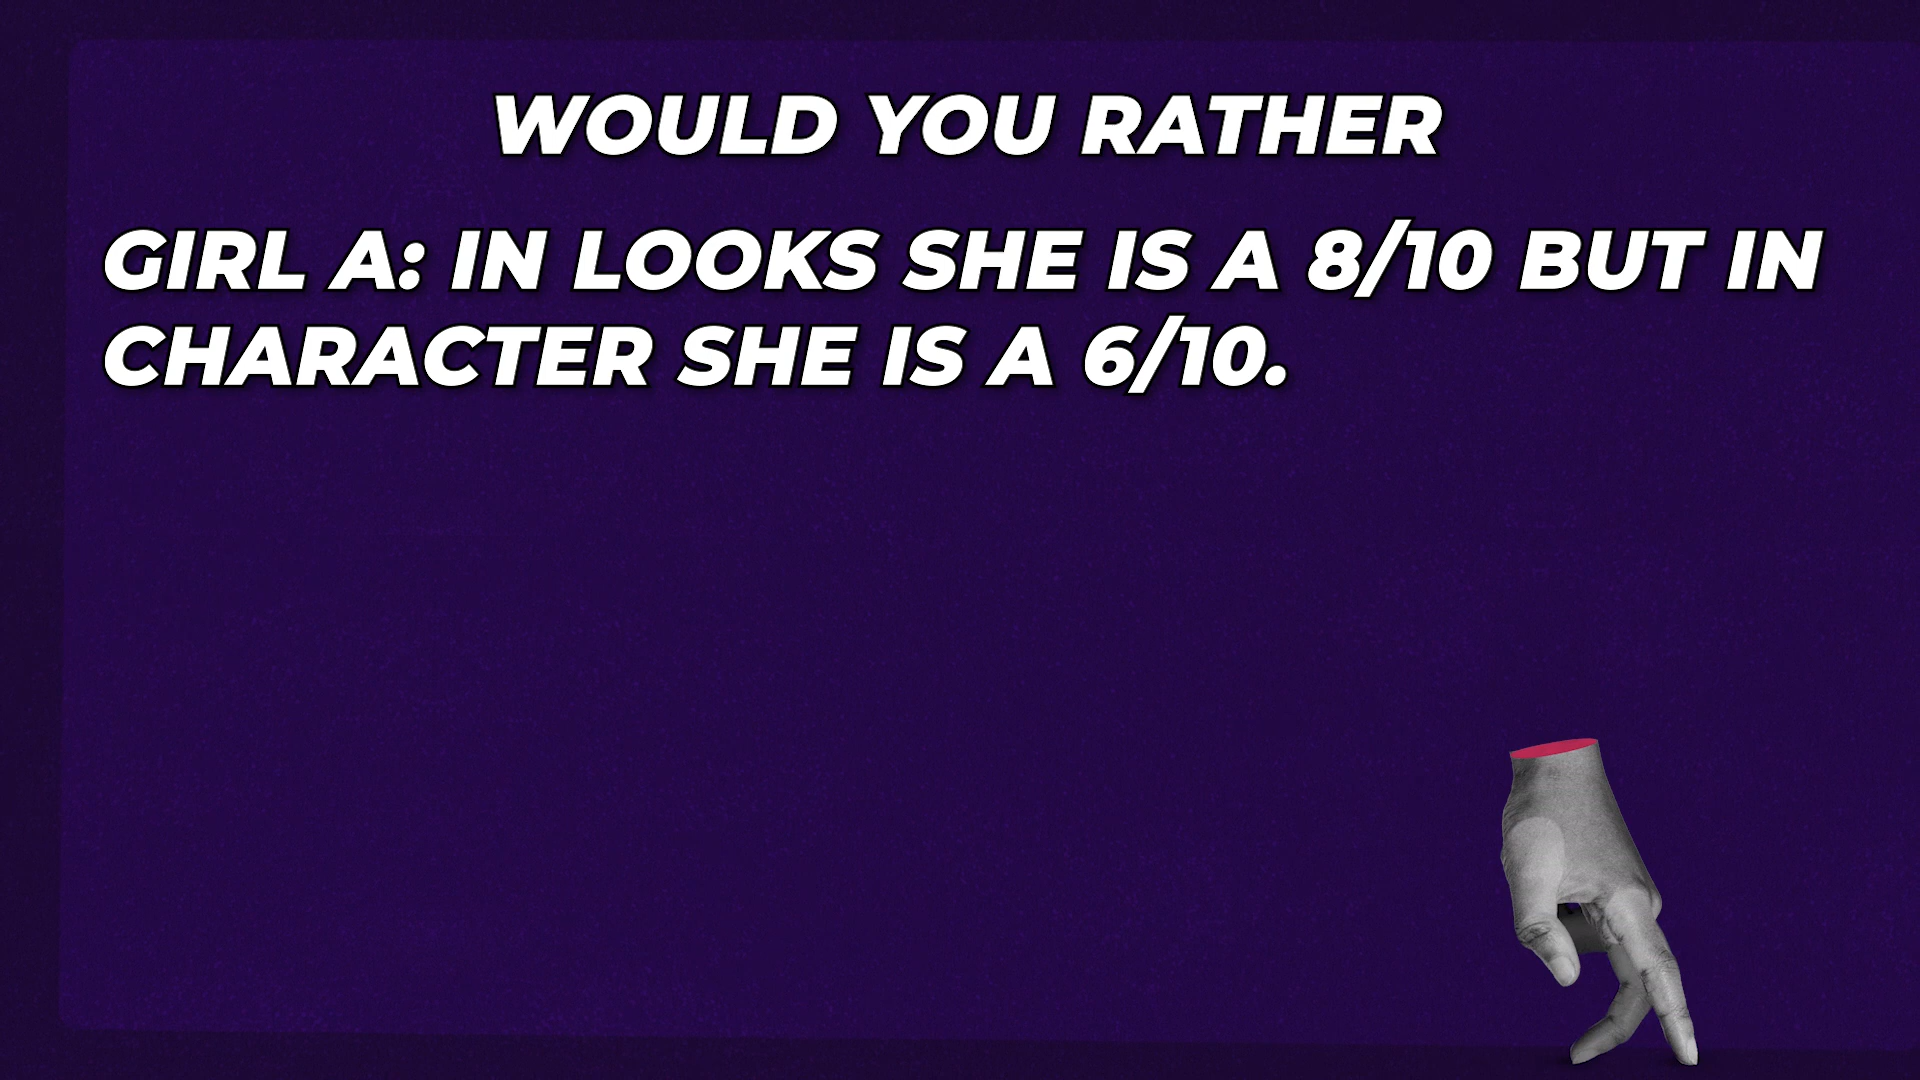 WOULD YOU RATHER
GIRL A: IN LOOKS SHE IS A 8/10 BUT IN
CHARACTER SHE IS A 6/10.